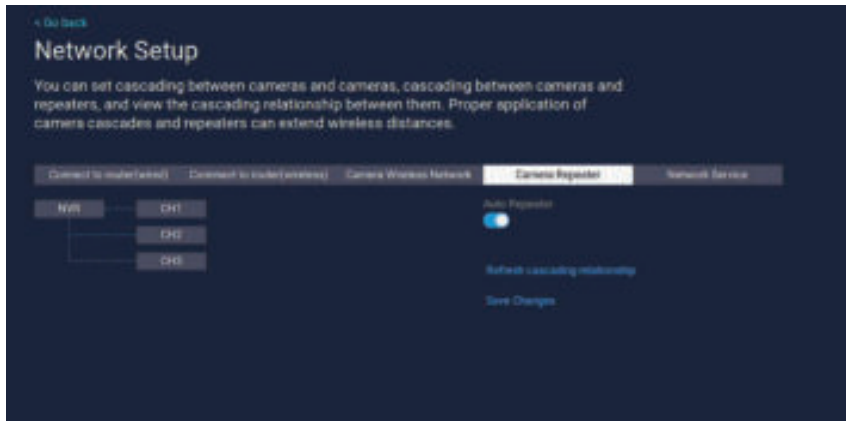 < Go back
Network Setup
You can set cascading between cameras and cameras, cascading between cameras and
repeaters, and view the cascading relationship between them. Proper application of
camera cascades and repeaters can extend wireless distances.
Connect to router(wired) Connect to router(wireless) Camera Wireless Network Camera Repeater Network Service
NVR CH1 Auto Repeater
CH2
CH3
Refresh cascading relationship
Save Changes